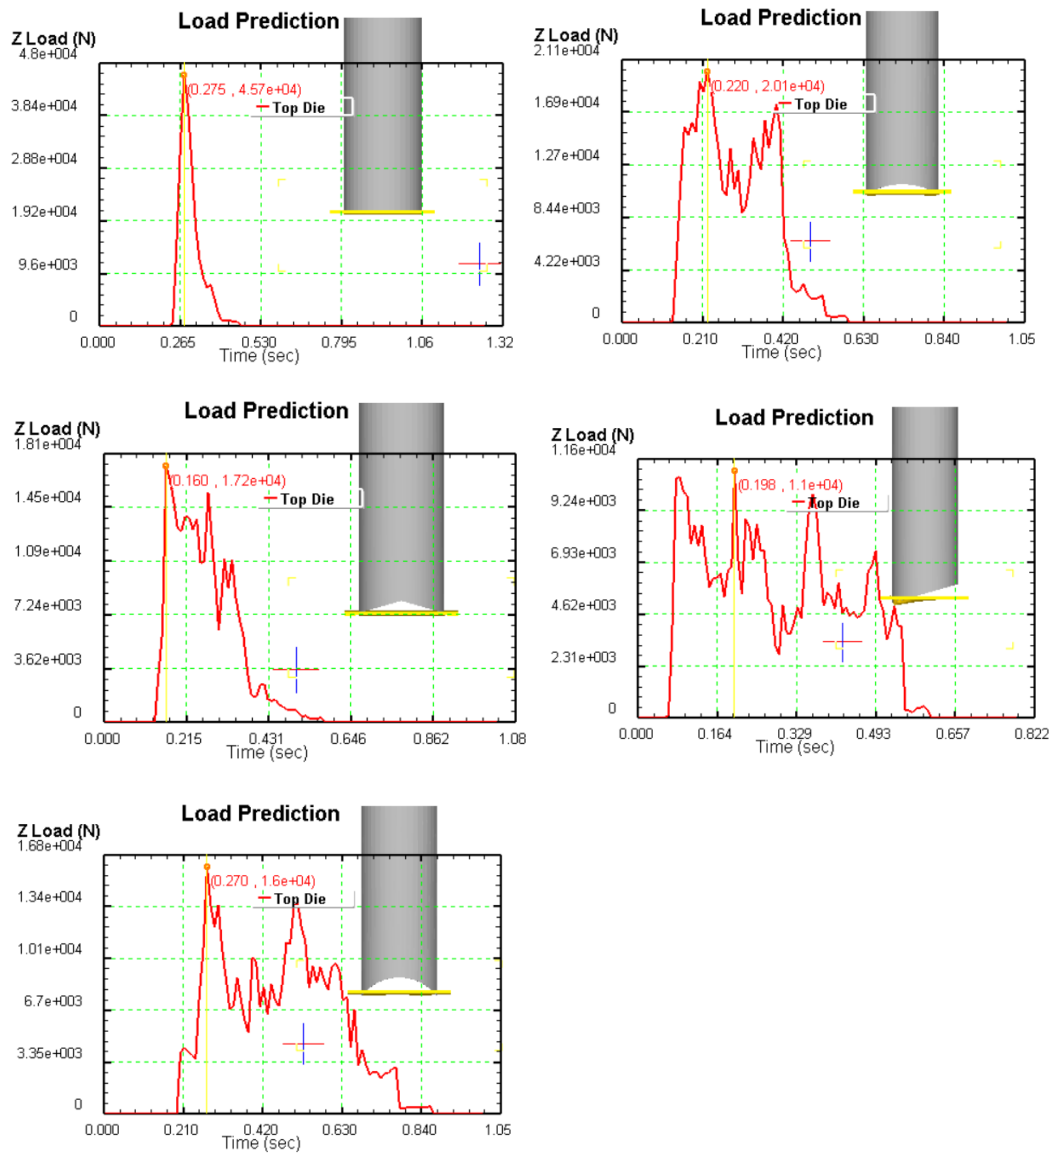 Load Prediction
Z Load (N)
4.8e+004
(0.275 , 4.57e+04)
Top Die
3.84e+004
2.88e+004
1.92e+004
9.6e+003
0
0.000 0.265 0.530 0.795 1.06 1.32
Time (sec)
Load Prediction
Z Load (N)
2.11e+004
(0.220 , 2.01e+04)
Top Die
1.69e+004
1.27e+004
8.44e+003
4.22e+003
0
0.000 0.210 0.420 0.630 0.840 1.05
Time (sec)
Load Prediction
Z Load (N)
1.81e+004
(0.160 , 1.72e+04)
Top Die
1.45e+004
1.09e+004
7.24e+003
3.62e+003
0
0.000 0.215 0.431 0.646 0.862 1.08
Time (sec)
Load Prediction
Z Load (N)
1.16e+004
(0.198 , 1.1e+04)
Top Die
9.24e+003
6.93e+003
4.62e+003
2.31e+003
0
0.000 0.164 0.329 0.493 0.657 0.822
Time (sec)
Load Prediction
Z Load (N)
1.68e+004
(0.270 , 1.6e+04)
Top Die
1.34e+004
1.01e+004
6.7e+003
3.35e+003
0
0.000 0.210 0.420 0.630 0.840 1.05
Time (sec)